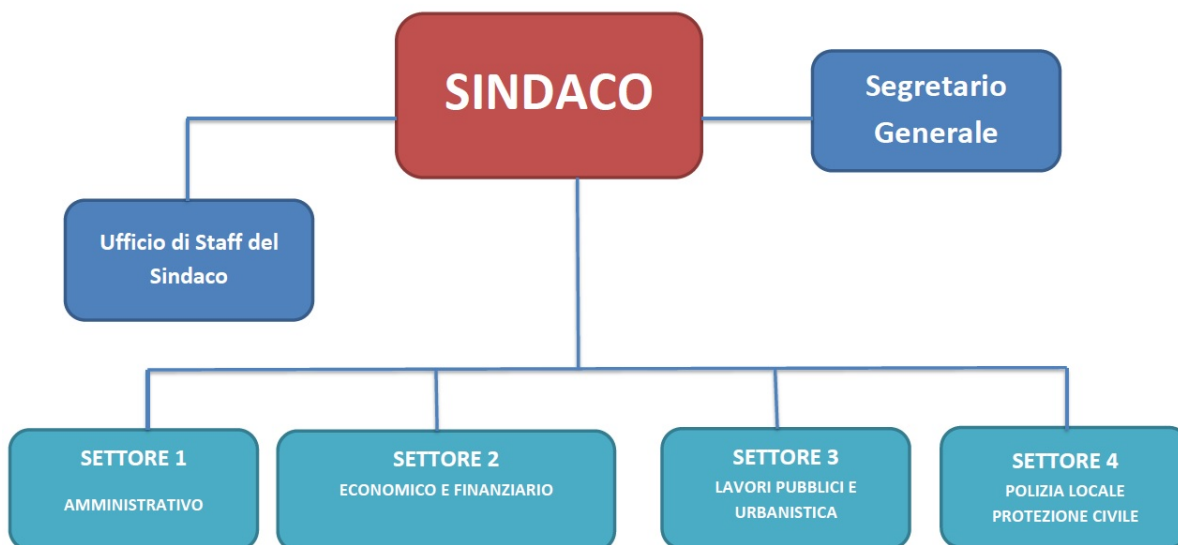 SINDACO
Segretario
Generale
Ufficio di Staff del
Sindaco
SETTORE 1
AMMINISTRATIVO
SETTORE 2
ECONOMICO E FINANZIARIO
SETTORE 3
LAVORI PUBBLICI E
URBANISTICA
SETTORE 4
POLIZIA LOCALE
PROTEZIONE CIVILE